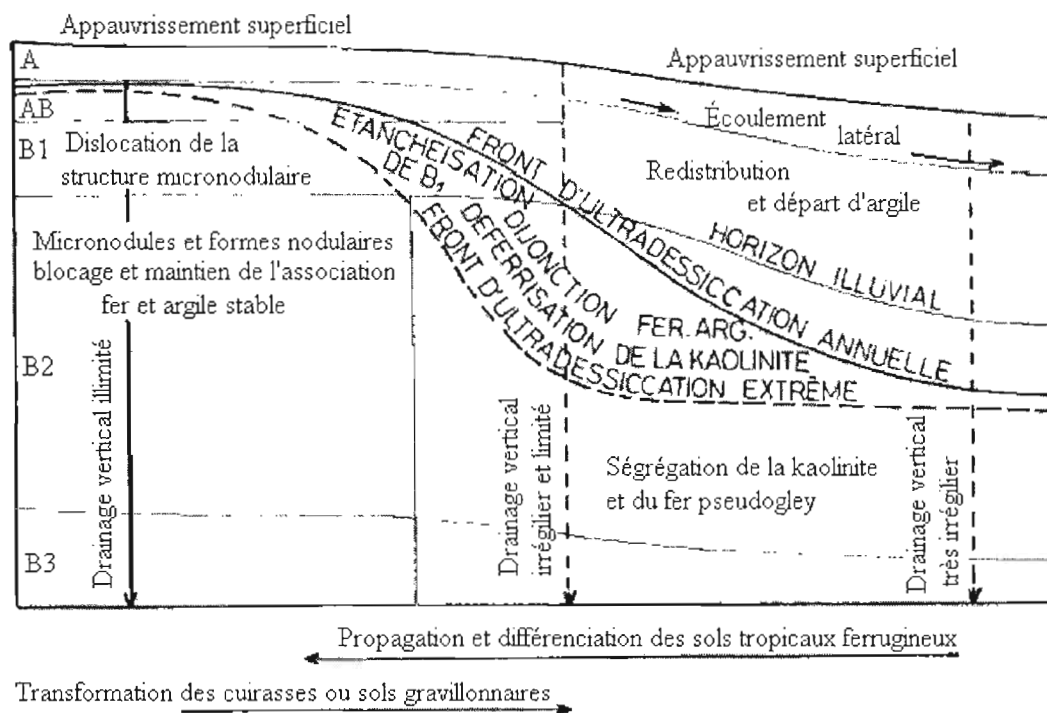 Appauvrissement superficiel
Appauvrissement superficiel
A
AB
B1
B2
B3
Dislocation de la
structure micronodulaire
Micronodules et formes nodulaires
blocage et maintien de l'association
fer et argile stable
Drainage vertical illimité
ETANCHEISATION
DE B1
DIJONCTION FER. ARG.
DEFERRISATION DE LA KAOLINITE
FRONT D'ULTRADESSICCATION ANNUELLE
FRONT D'ULTRADESSICCATION EXTRÊME
Écoulement
latéral
Redistribution
et départ d'argile
HORIZON ILLUVIAL
Drainage vertical
irrégilier et limité
Ségrégation de la kaolinite
et du fer pseudogley
Drainage vertical
très irrégilier
Propagation et différenciation des sols tropicaux ferrugineux
Transformation des cuirasses ou sols gravillonnaires